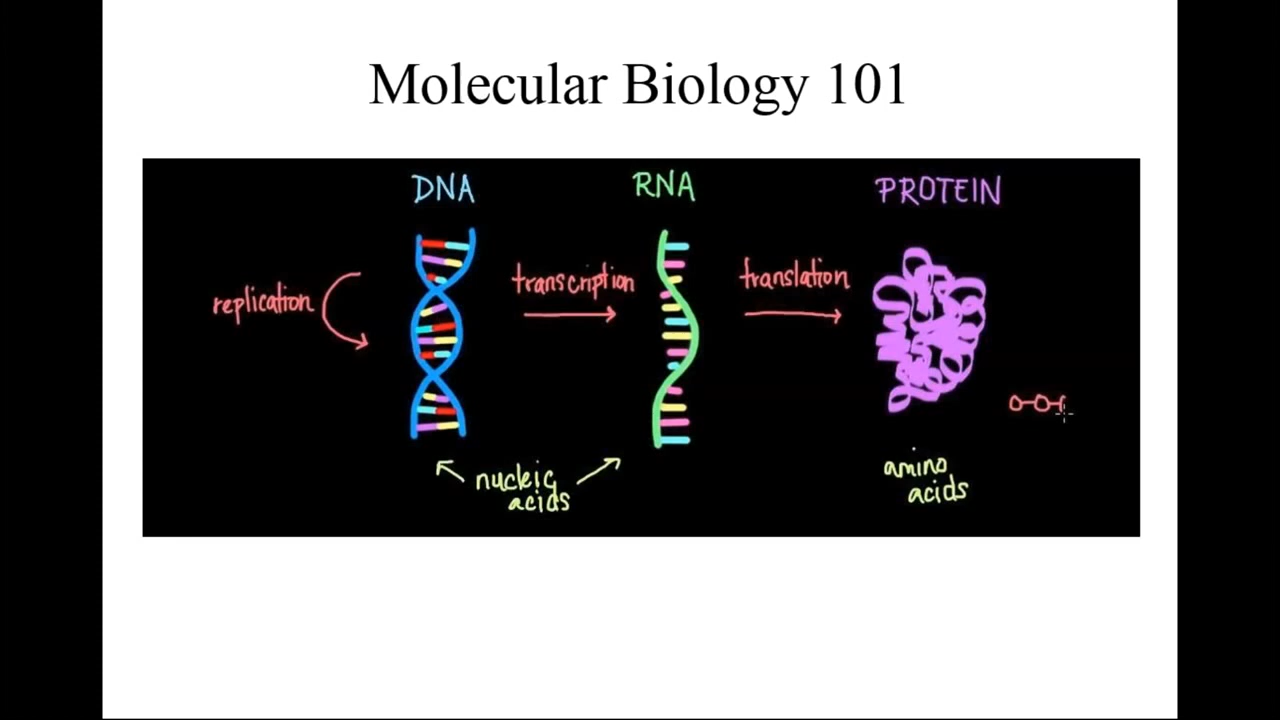 Molecular Biology 101
DNA
RNA
PROTEIN
replication
transcription
translation
nucleic
acids
amino
acids